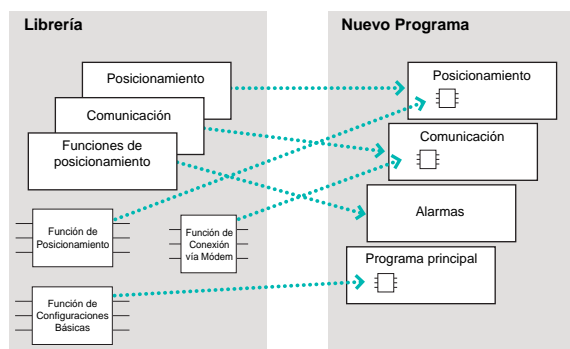 Librería
Posicionamiento
Comunicación
Funciones de
posicionamiento
Función de
Posicionamiento
Función de
Conexión
vía Módem
Función de
Configuraciones
Básicas
Nuevo Programa
Posicionamiento
Comunicación
Alarmas
Programa principal